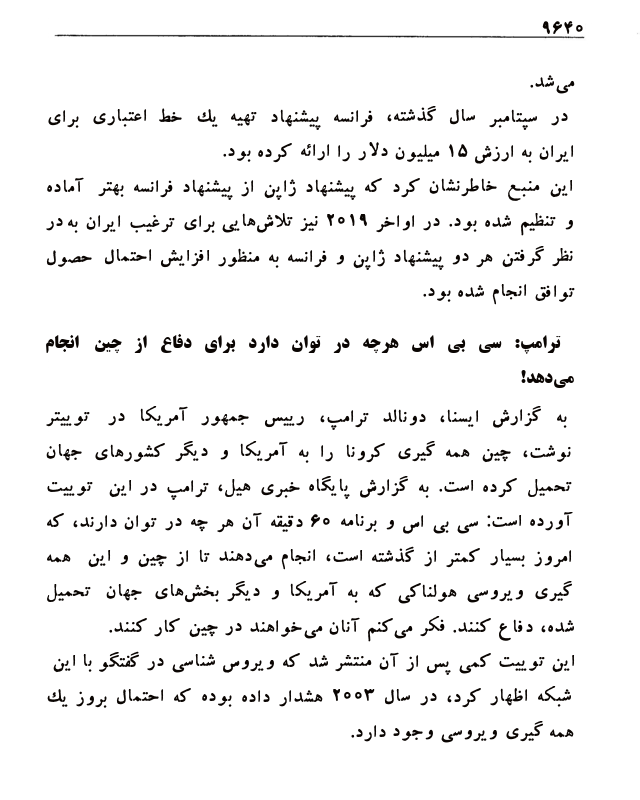 ۹۶۴۰
می‌شد.
در سپتامبر سال گذشته، فرانسه پیشنهاد تهیه یك خط اعتباری برای
ایران به ارزش ۱۵ میلیون دلار را ارائه کرده بود.
این منبع خاطرنشان کرد که پیشنهاد ژاپن از پیشنهاد فرانسه بهتر آماده
و تنظیم شده بود. در اواخر ۲۰۱۹ نیز تلاش‌هایی برای ترغیب ایران به در
نظر گرفتن هر دو پیشنهاد ژاپن و فرانسه به منظور افزایش احتمال حصول
توافق انجام شده بود.
ترامپ: سی بی اس هرچه در توان دارد برای دفاع از چین انجام
می‌دهد!
به گزارش ایسنا، دونالد ترامپ، رییس جمهور آمریکا در توییتر
نوشت، چین همه گیری کرونا را به آمریکا و دیگر کشورهای جهان
تحمیل کرده است. به گزارش پایگاه خبری هیل، ترامپ در این توییت
آورده است: سی بی اس و برنامه ۶۰ دقیقه آن هر چه در توان دارند، که
امروز بسیار کمتر از گذشته است، انجام می‌دهند تا از چین و این همه
گیری ویروسی هولناکی که به آمریکا و دیگر بخش‌های جهان تحمیل
شده، دفاع کنند. فکر می‌کنم آنان می‌خواهند در چین کار کنند.
این توییت کمی پس از آن منتشر شد که ویروس شناسی در گفتگو با این
شبکه اظهار کرد، در سال ۲۰۰۳ هشدار داده بوده که احتمال بروز یك
همه گیری ویروسی وجود دارد.